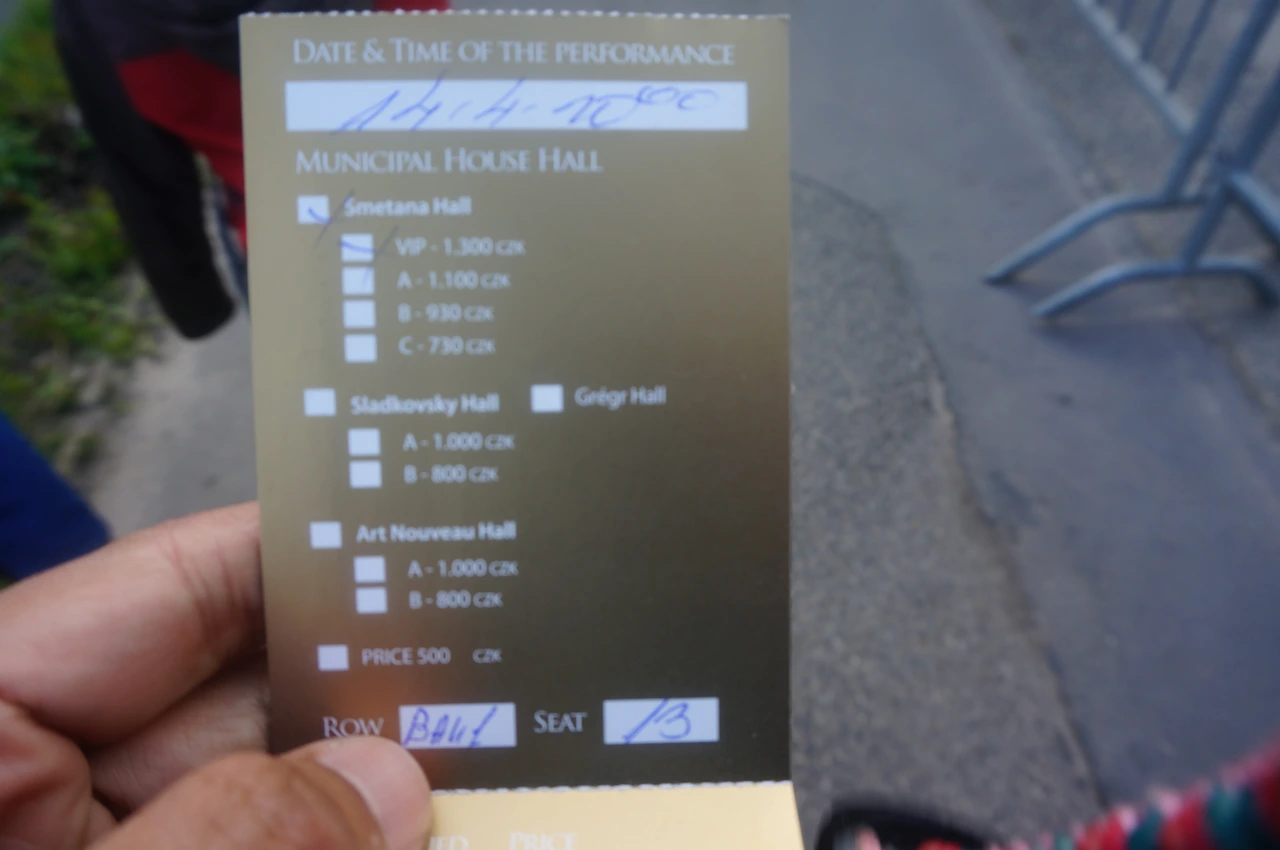 DATE & TIME OF THE PERFORMANCE
14.4.
MUNICIPAL HOUSE HALL
Smetana Hall
VIP - 1.300 CZK
A - 1.100 CZK
B - 930 CZK
C - 730 CZK
Sladkovsky Hall Grégr Hall
A - 1.000 CZK
B - 800 CZK
Art Nouveau Hall
A - 1.000 CZK
B - 800 CZK
PRICE 500 CZK
ROW SEAT
PRICE